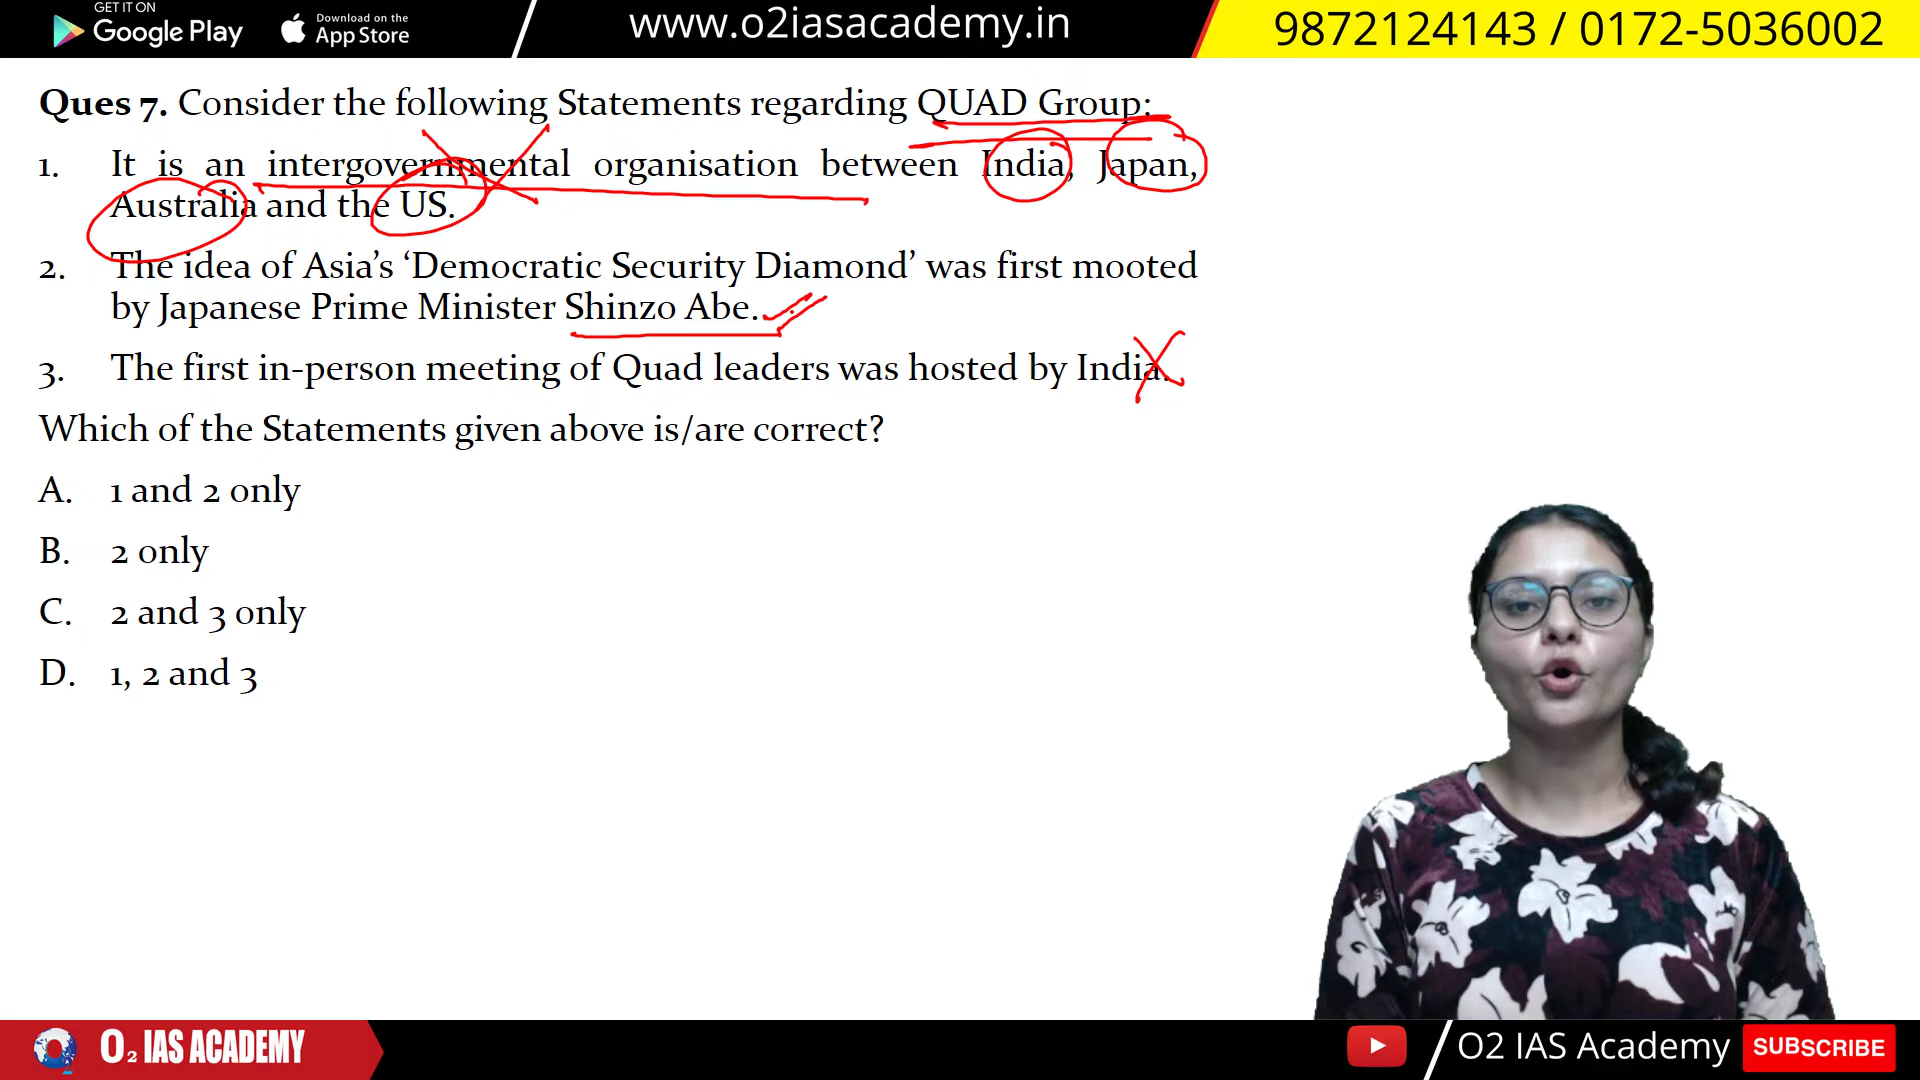 GET IT ON
Google Play
Download on the
App Store
www.o2iasacademy.in
9872124143 / 0172-5036002
Ques 7. Consider the following Statements regarding QUAD Group:
1. It is an intergovernmental organisation between India, Japan,
Australia and the US.
2. The idea of Asia's ‘Democratic Security Diamond’ was first mooted
by Japanese Prime Minister Shinzo Abe.
3. The first in-person meeting of Quad leaders was hosted by India.
Which of the Statements given above is/are correct?
A. 1 and 2 only
B. 2 only
C. 2 and 3 only
D. 1, 2 and 3
O2 IAS ACADEMY
O2 IAS Academy
SUBSCRIBE